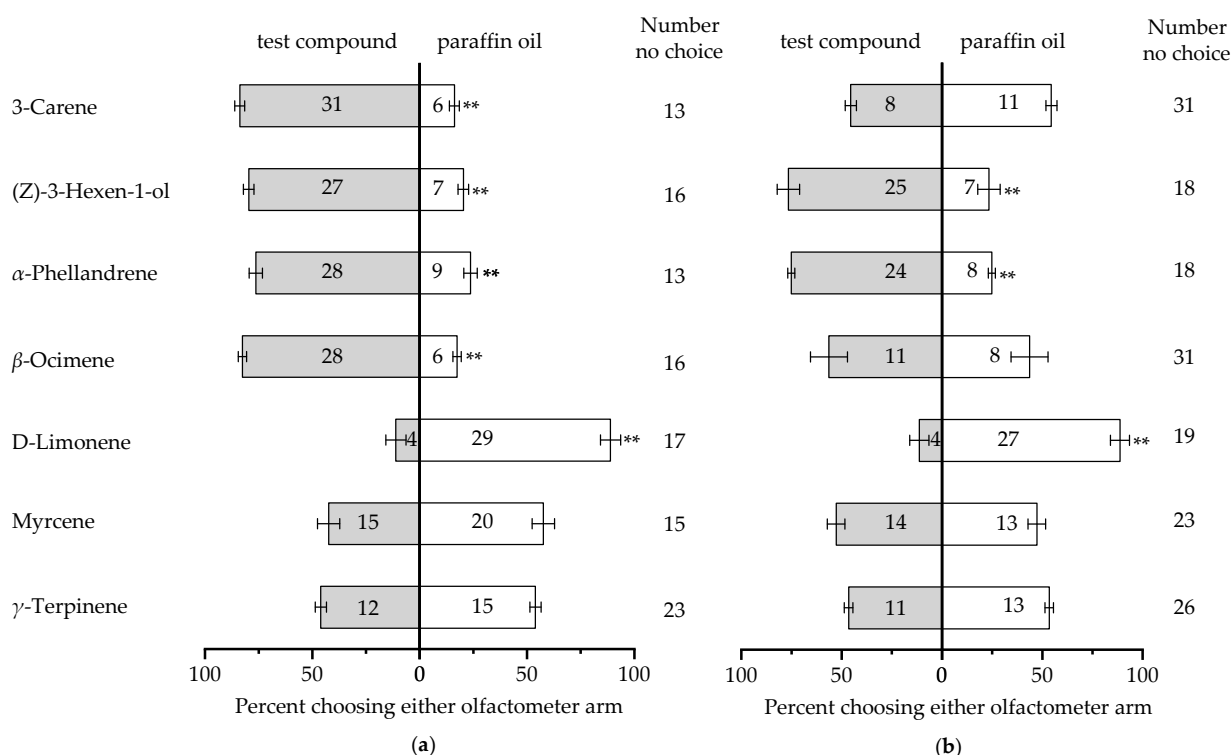 test compound paraffin oil Number no choice test compound paraffin oil Number no choice
3-Carene 31 6 ** 13 8 11 31
(Z)-3-Hexen-1-ol 27 7 ** 16 25 7 ** 18
α-Phellandrene 28 9 ** 13 24 8 ** 18
β-Ocimene 28 6 ** 16 11 8 31
D-Limonene 4 29 ** 17 4 27 ** 19
Myrcene 15 20 15 14 13 23
γ-Terpinene 12 15 23 11 13 26
100 50 0 50 100 100 50 0 50 100
Percent choosing either olfactometer arm Percent choosing either olfactometer arm
(a) (b)